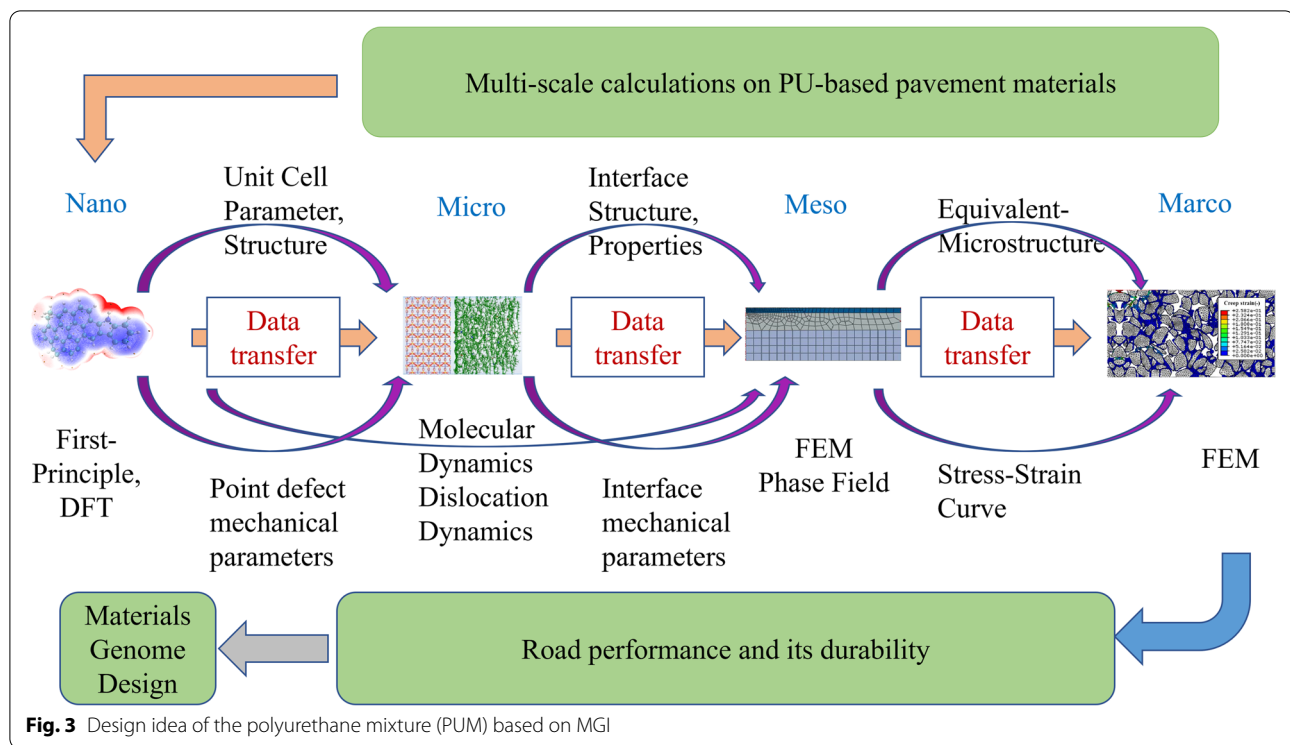 Multi-scale calculations on PU-based pavement materials
Nano
Unit Cell
Parameter,
Structure
Micro
Interface
Structure,
Properties
Meso
Equivalent-
Microstructure
Marco
Data
transfer
Data
transfer
Data
transfer
Creep strain(-)
First-
Principle,
DFT
Point defect
mechanical
parameters
Molecular
Dynamics
Dislocation
Dynamics
Interface
mechanical
parameters
FEM
Phase Field
Stress-Strain
Curve
FEM
Materials
Genome
Design
Road performance and its durability
Fig. 3 Design idea of the polyurethane mixture (PUM) based on MGI